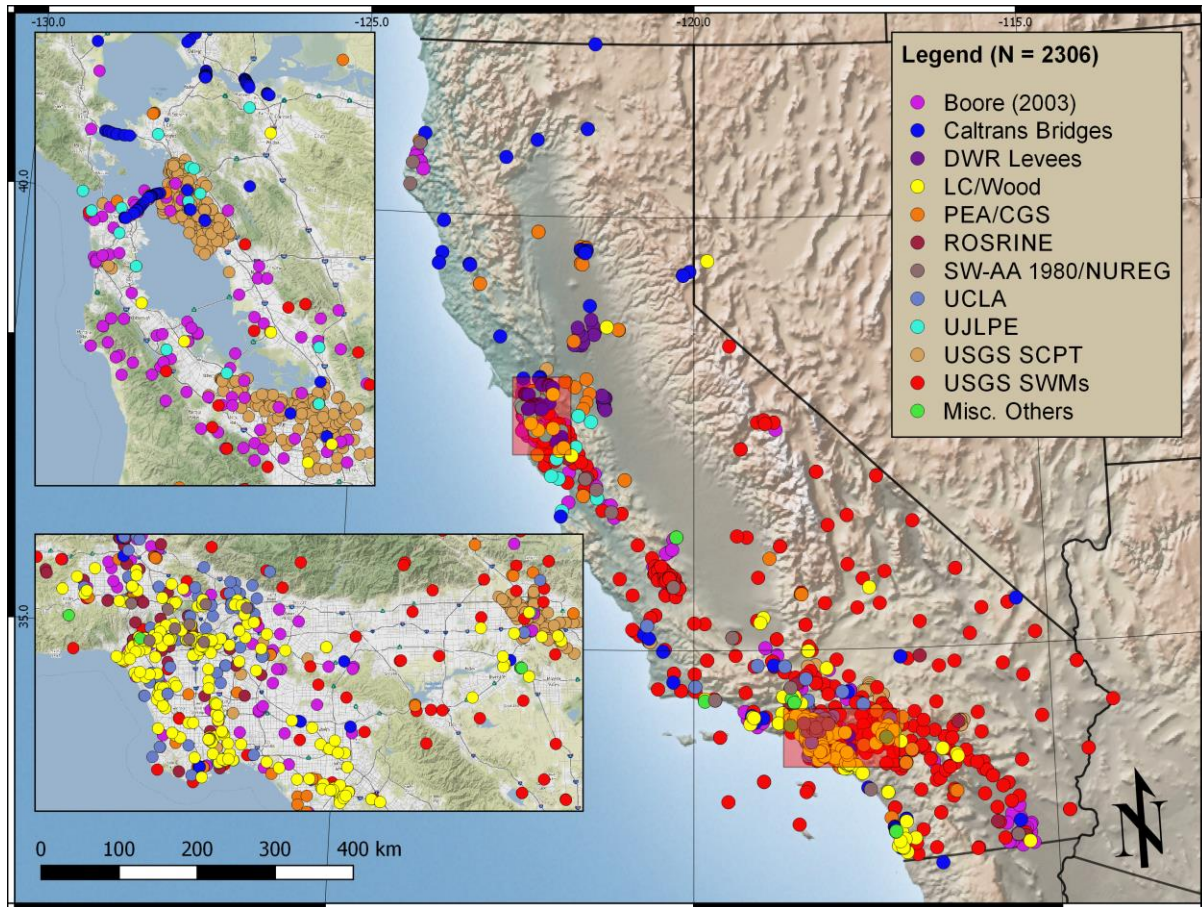 -130.0
-125.0
-120.0
-115.0
Legend (N = 2306)
Boore (2003)
Caltrans Bridges
DWR Levees
LC/Wood
PEA/CGS
ROSRINE
SW-AA 1980/NUREG
UCLA
UJLPE
USGS SCPT
USGS SWMs
Misc. Others
40.0
35.0
0 100 200 300 400 km
N